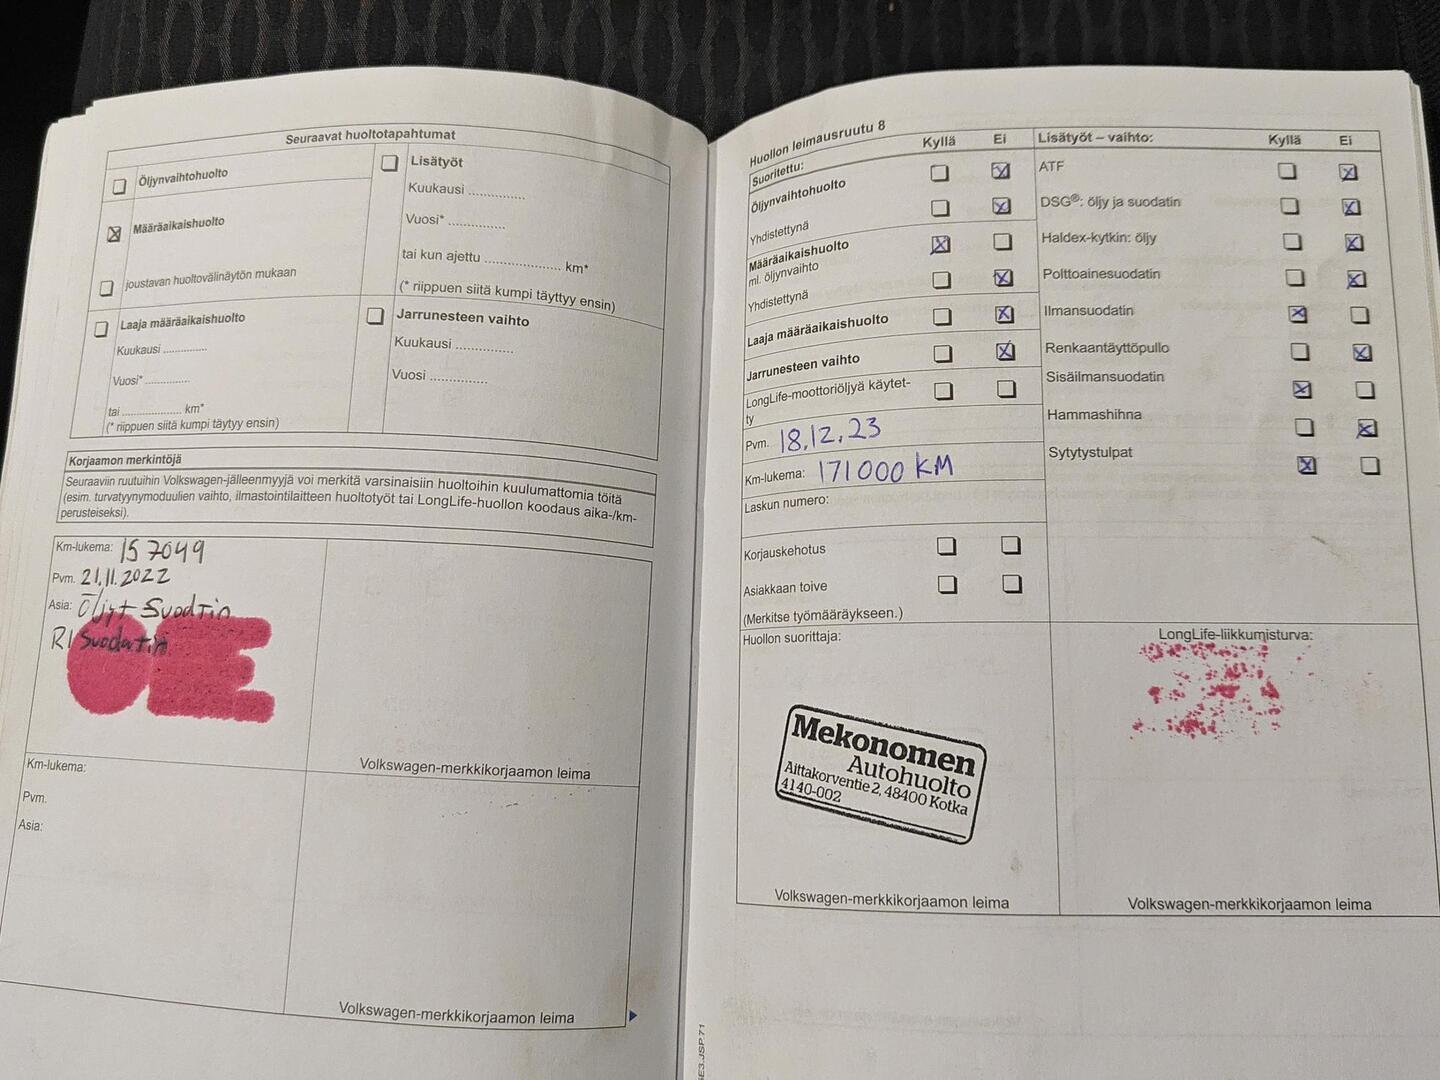 Seuraavat huoltotapahtumat
Öljynvaihtohuolto
Määräaikaishuolto
joustavan huoltovälinäytön mukaan
Laaja määräaikaishuolto
Kuukausi ..............
Vuosi* ..............
tai .................... km*
(* riippuen siitä kumpi täytyy ensin)
Lisätyöt
Kuukausi ..............
Vuosi* ..............
tai kun ajettu .................... km*
(* riippuen siitä kumpi täyttyy ensin)
Jarrunesteen vaihto
Kuukausi ..............
Vuosi ..............
Korjaamon merkintöjä
Seuraaviin ruutuihin Volkswagen-jälleenmyyjä voi merkitä varsinaisiin huoltoihin kuulumattomia töitä
(esim. turvatyynymoduulien vaihto, ilmastointilaitteen huoltotyöt tai LongLife-huollon koodaus aika-/km-
perusteiseksi).
Km-lukema: 157049
Pvm. 21.11.2022
Asia: Öljyt Suodtin
RI Suodatin
Volkswagen-merkkikorjaamon leima
Km-lukema:
Pvm.
Asia:
Volkswagen-merkkikorjaamon leima
Huollon leimausruutu 8
Suoritettu: Kyllä Ei
Öljynvaihtohuolto
Yhdistettynä
Määräaikaishuolto
ml. öljynvaihto
Yhdistettynä
Laaja määräaikaishuolto
Jarrunesteen vaihto
LongLife-moottoriöljyä käytet-
ty
Pvm. 18.12.23
Km-lukema: 171000 KM
Laskun numero:
Korjauskehotus
Asiakkaan toive
(Merkitse työmääräykseen.)
Lisätyöt – vaihto: Kyllä Ei
ATF
DSG®: öljy ja suodatin
Haldex-kytkin: öljy
Polttoainesuodatin
Ilmansuodatin
Renkaantäyttöpullo
Sisäilmansuodatin
Hammashihna
Sytytystulpat
Huollon suorittaja:
Mekonomen
Autohuolto
Aittakorventie 2, 48400 Kotka
4140-002
Volkswagen-merkkikorjaamon leima
LongLife-liikkumisturva:
Volkswagen-merkkikorjaamon leima